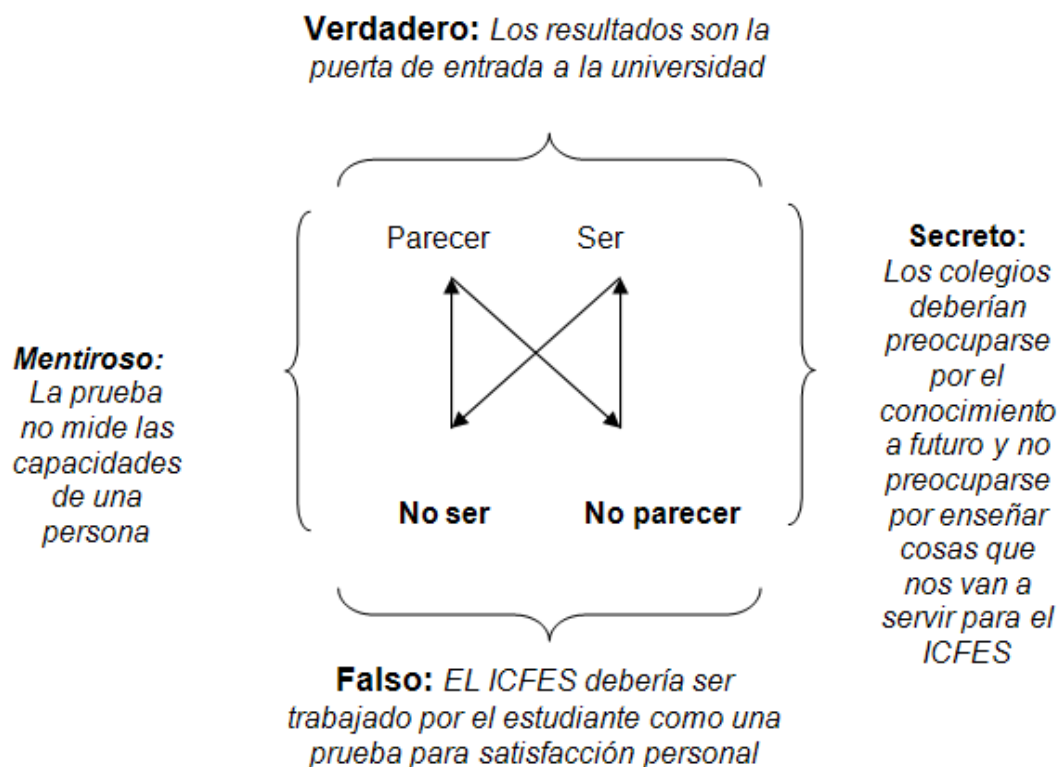 Verdadero: Los resultados son la
puerta de entrada a la universidad
Parecer Ser
Mentiroso:
La prueba
no mide las
capacidades
de una
persona
Secreto:
Los colegios
deberían
preocuparse
por el
conocimiento
a futuro y no
preocuparse
por enseñar
cosas que
nos van a
servir para el
ICFES
No ser No parecer
Falso: EL ICFES debería ser
trabajado por el estudiante como una
prueba para satisfacción personal